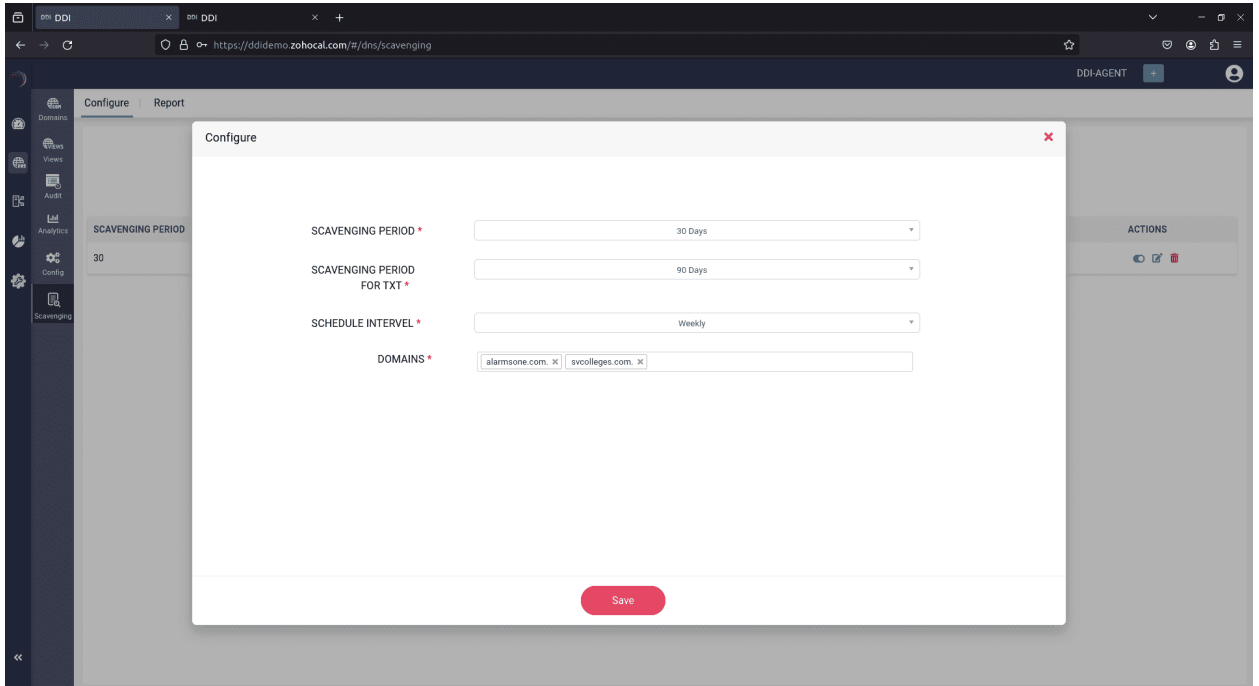 DDI DDI
DDI DDI
https://ddidemo.zohocal.com/#/dns/scavenging
DDI-AGENT
+
Domains
Views
Audit
Analytics
Config
Scavenging
Configure
Report
SCAVENGING PERIOD
ACTIONS
30
Configure
SCAVENGING PERIOD *
30 Days
SCAVENGING PERIOD
FOR TXT *
90 Days
SCHEDULE INTERVEL *
Weekly
DOMAINS *
alarmsone.com.
svcolleges.com.
Save